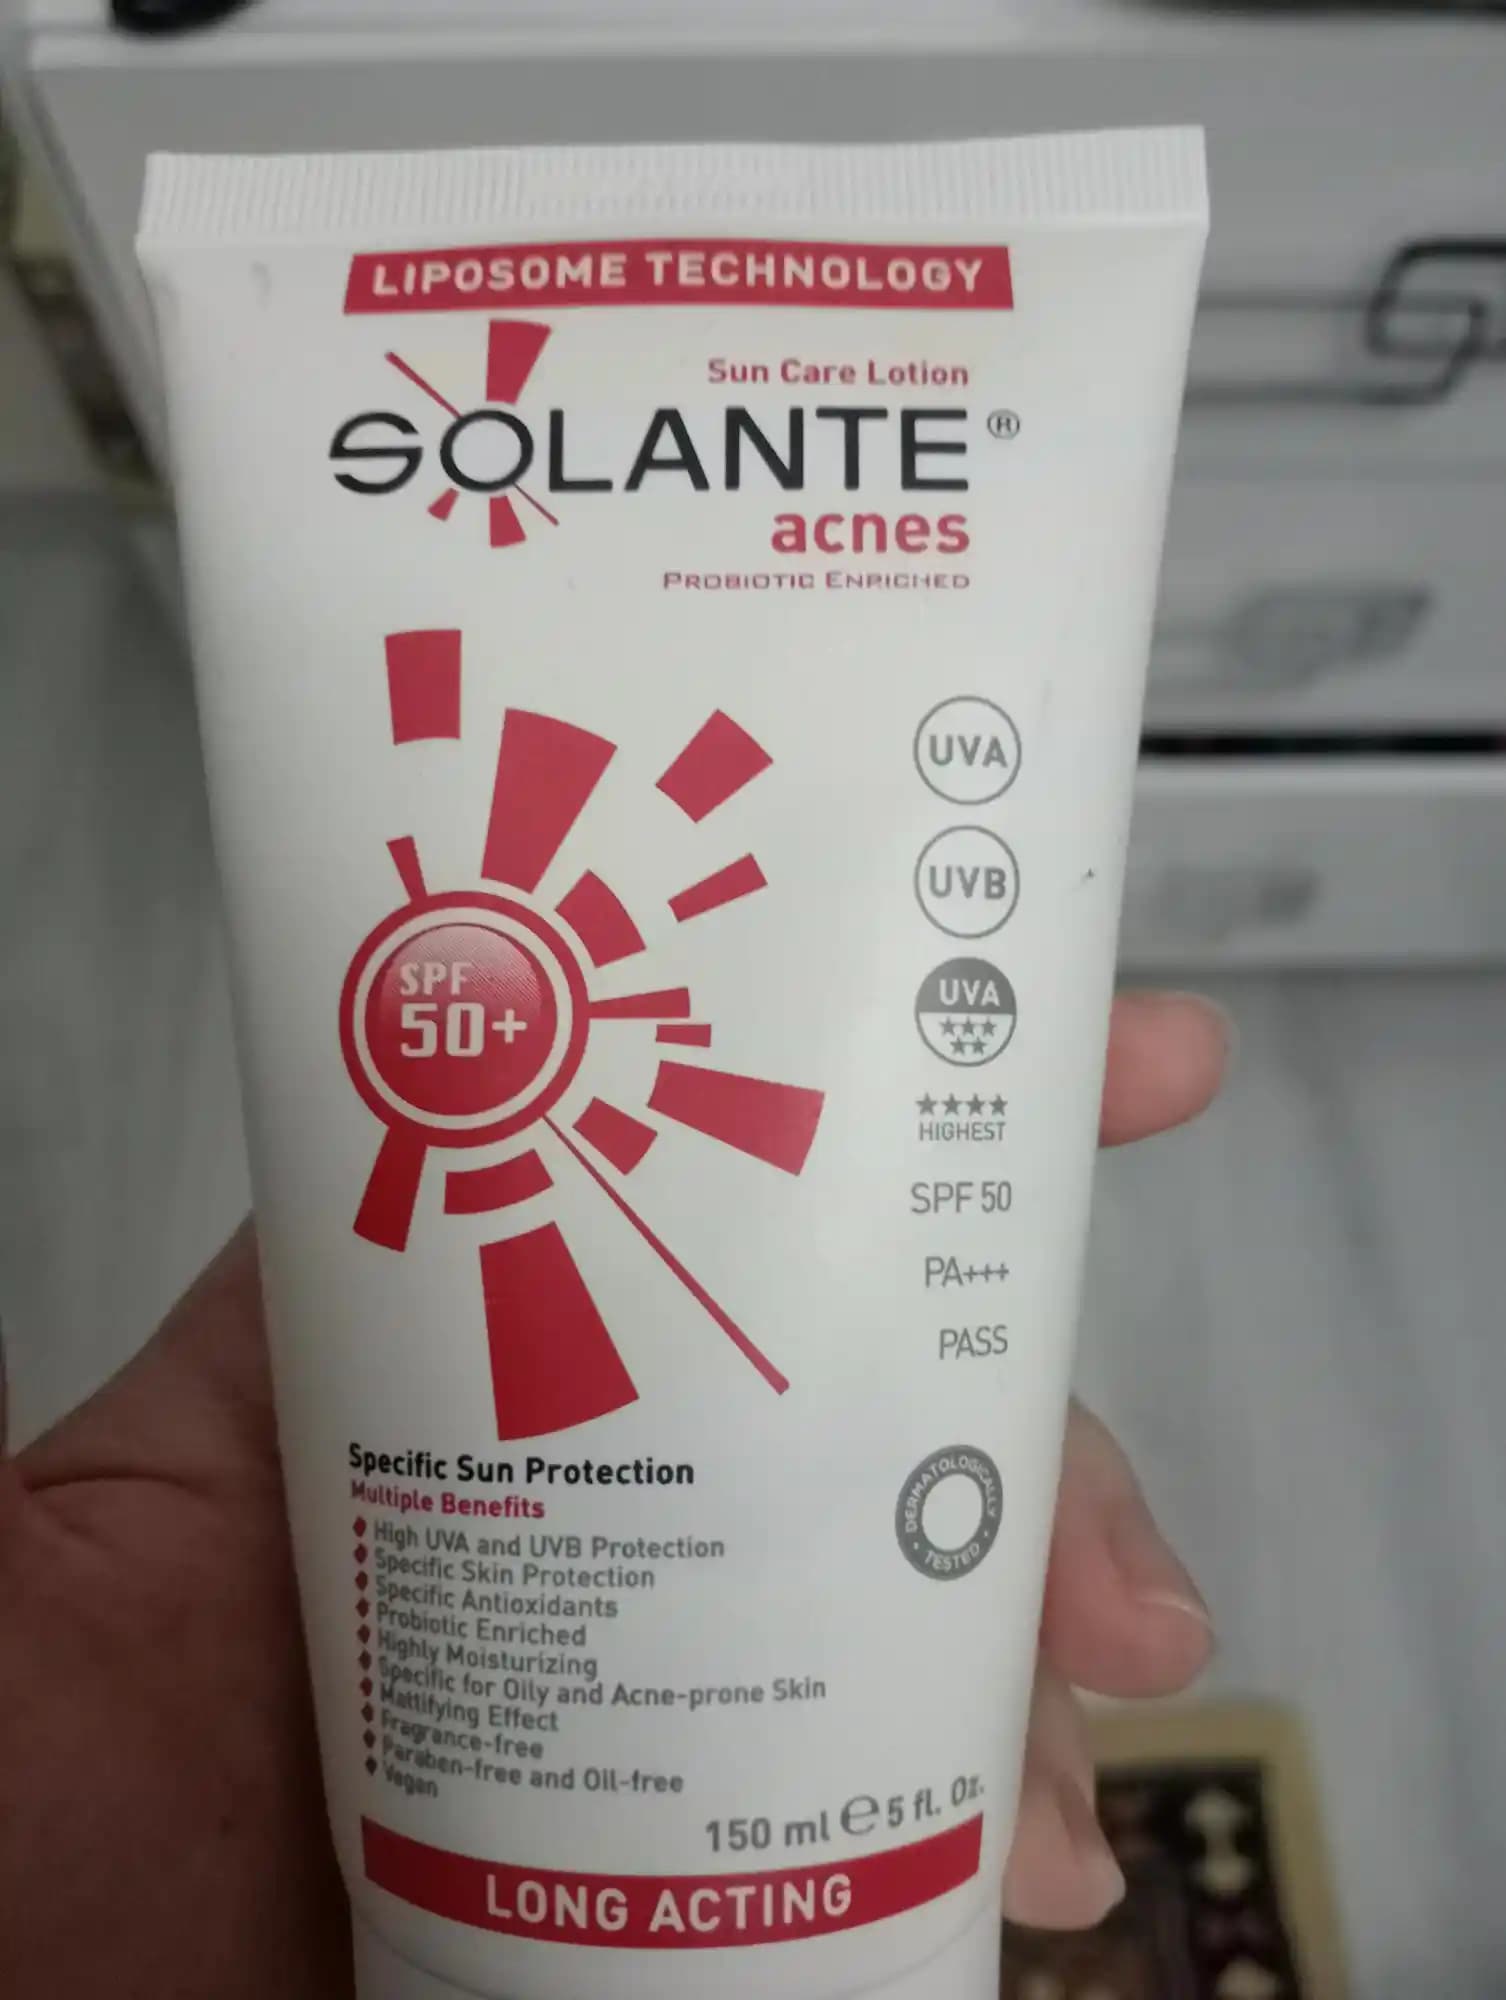 LIPOSOME TECHNOLOGY
Sun Care Lotion
SOLANTE®
acnes
PROBIOTIC ENRICHED
UVA
UVB
SPF
50+
UVA
★★★
★★
★★★★
HIGHEST
SPF 50
PA+++
PASS
Specific Sun Protection
Multiple Benefits
High UVA and UVB Protection
Specific Skin Protection
Specific Antioxidants
Probiotic Enriched
Highly Moisturizing
Specific for Oily and Acne-prone Skin
Mattifying Effect
Fragrance-free
Paraben-free and Oil-free
Vegan
DERMATOLOGICALLY
• TESTED •
150 ml ℮ 5 fl. Oz.
LONG ACTING